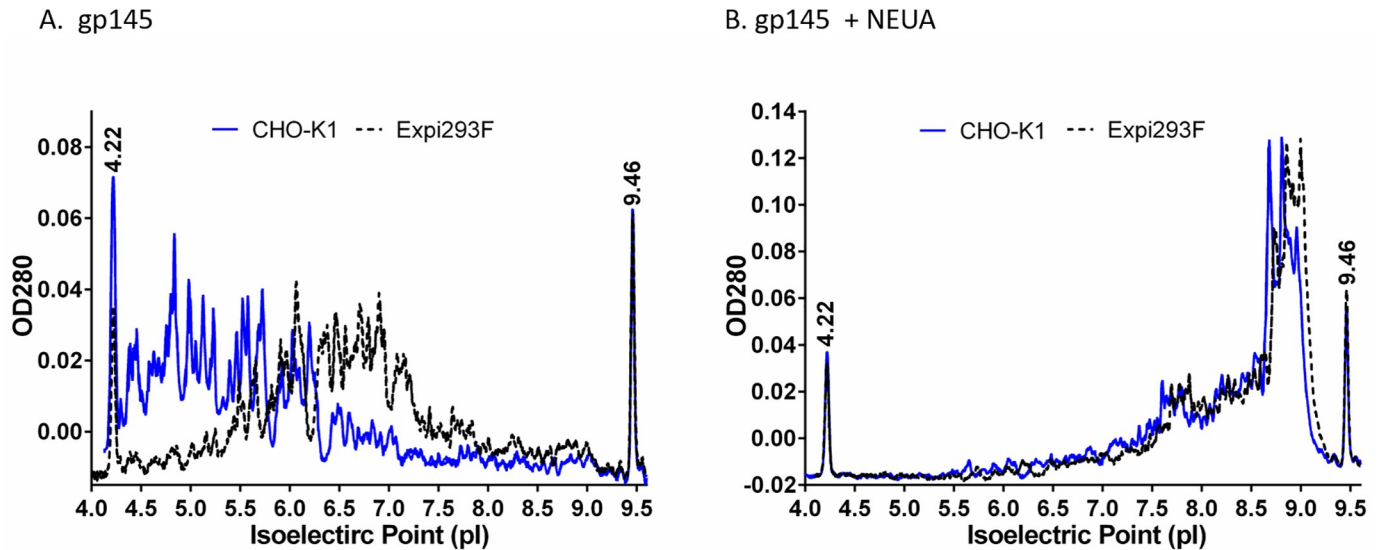 A. gp145
CHO-K1 Expi293F
4.22
9.46
OD280
0.08
0.06
0.04
0.02
0.00
4.0 4.5 5.0 5.5 6.0 6.5 7.0 7.5 8.0 8.5 9.0 9.5
Isoelectirc Point (pI)
B. gp145 + NEUA
CHO-K1 Expi293F
4.22
9.46
OD280
0.14
0.12
0.10
0.08
0.06
0.04
0.02
0.00
-0.02
4.0 4.5 5.0 5.5 6.0 6.5 7.0 7.5 8.0 8.5 9.0 9.5
Isoelectric Point (pI)